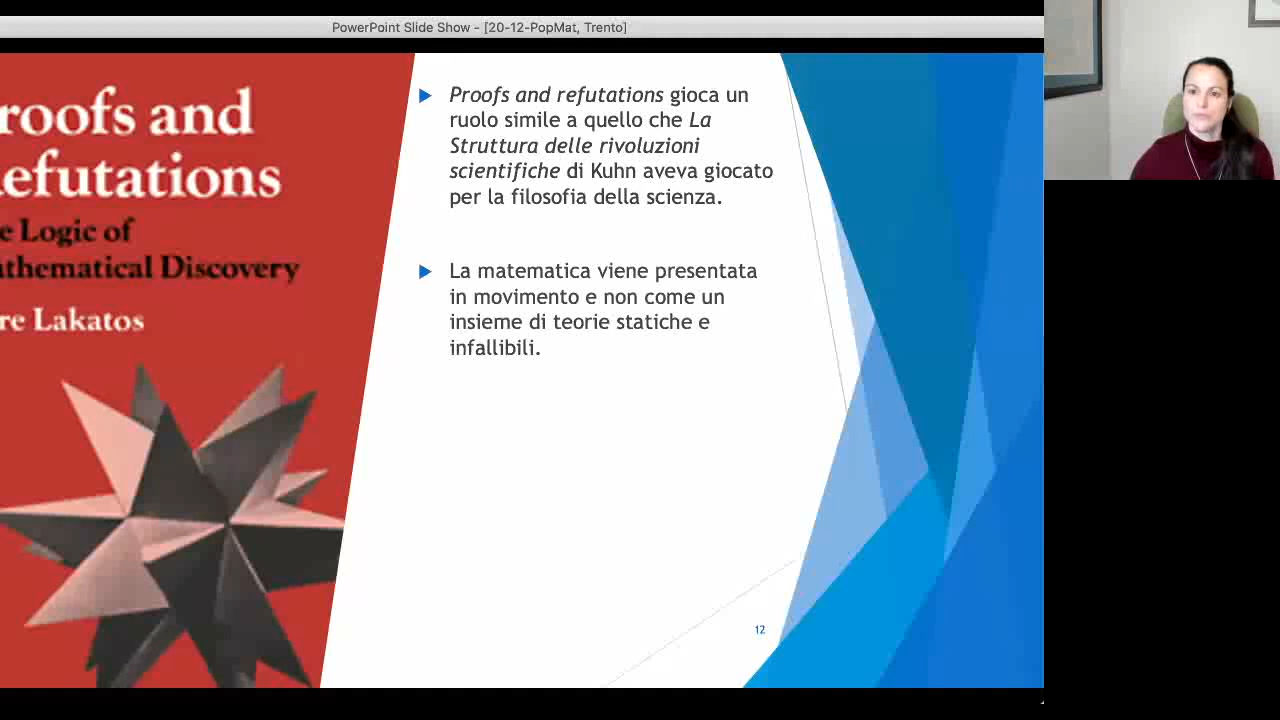 PowerPoint Slide Show - [20-12-PopMat, Trento]
roofs and
efutations
e Logic of
athematical Discovery
re Lakatos
Proofs and refutations gioca un
ruolo simile a quello che La
Struttura delle rivoluzioni
scientifiche di Kuhn aveva giocato
per la filosofia della scienza.
La matematica viene presentata
in movimento e non come un
insieme di teorie statiche e
infallibili.
12